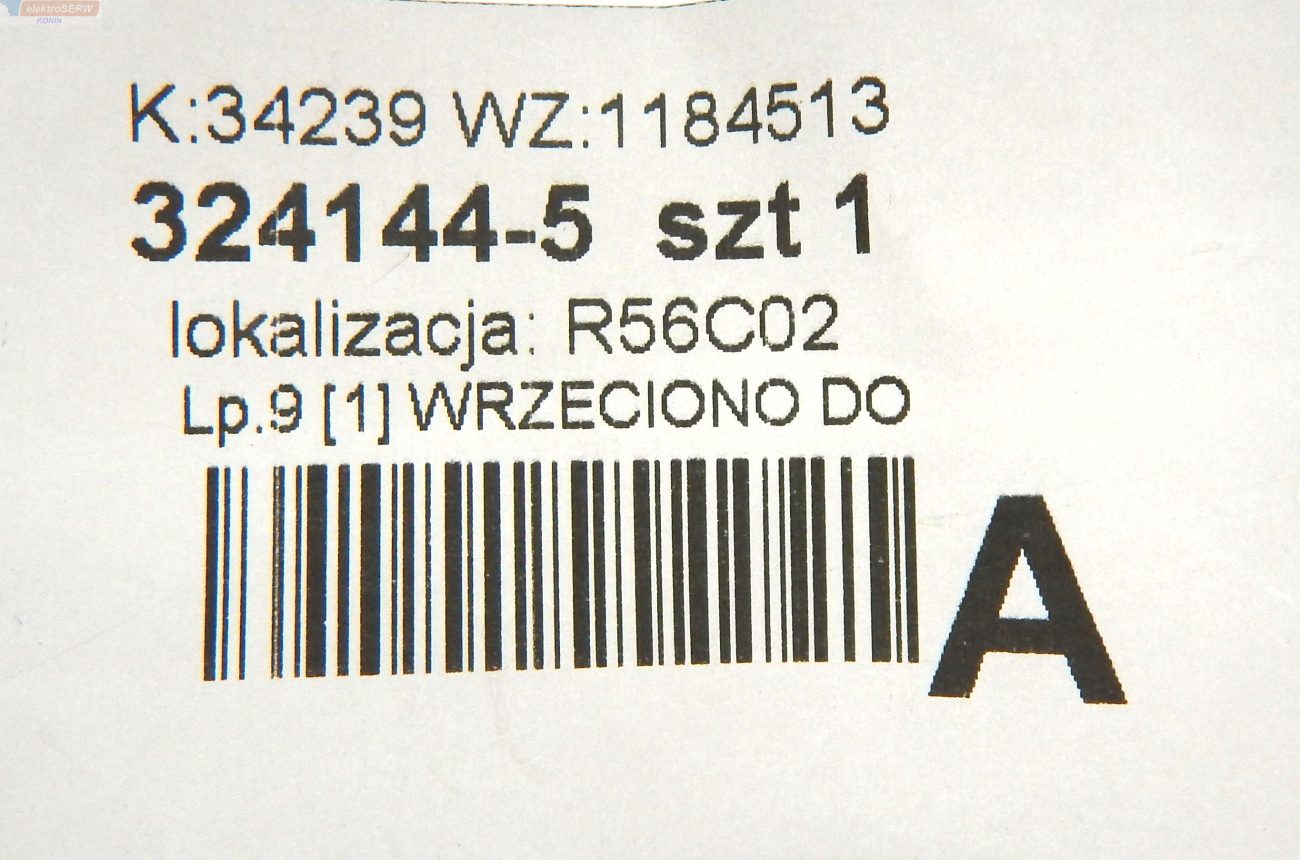 elektroSERW
KONIN
K:34239 WZ:1184513
324144-5 szt 1
lokalizacja: R56C02
Lp.9 [1] WRZECIONO DO
A